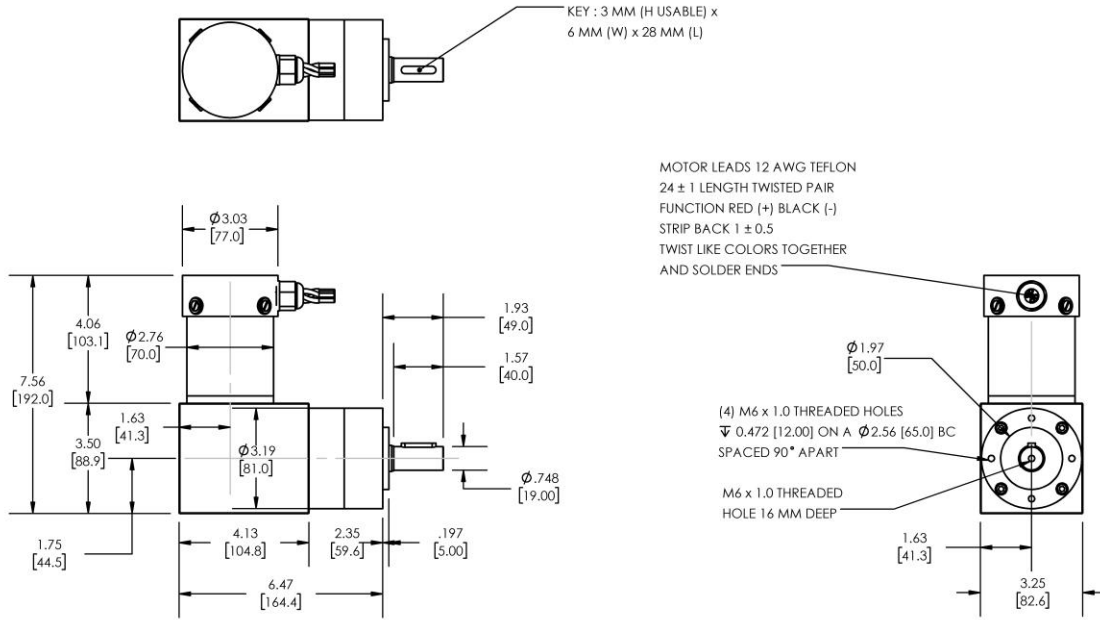 KEY : 3 MM (H USABLE) x
6 MM (W) x 28 MM (L)
MOTOR LEADS 12 AWG TEFLON
24 ± 1 LENGTH TWISTED PAIR
FUNCTION RED (+) BLACK (-)
STRIP BACK 1 ± 0.5
TWIST LIKE COLORS TOGETHER
AND SOLDER ENDS
Ø3.03
[77.0]
4.06
[103.1]
Ø2.76
[70.0]
1.93
[49.0]
1.57
[40.0]
7.56
[192.0]
1.63
[41.3]
3.50
[88.9]
Ø3.19
[81.0]
Ø.748
[19.00]
1.75
[44.5]
4.13
[104.8]
2.35
[59.6]
.197
[5.00]
6.47
[164.4]
Ø1.97
[50.0]
(4) M6 x 1.0 THREADED HOLES
↧ 0.472 [12.00] ON A Ø2.56 [65.0] BC
SPACED 90° APART
M6 x 1.0 THREADED
HOLE 16 MM DEEP
1.63
[41.3]
3.25
[82.6]